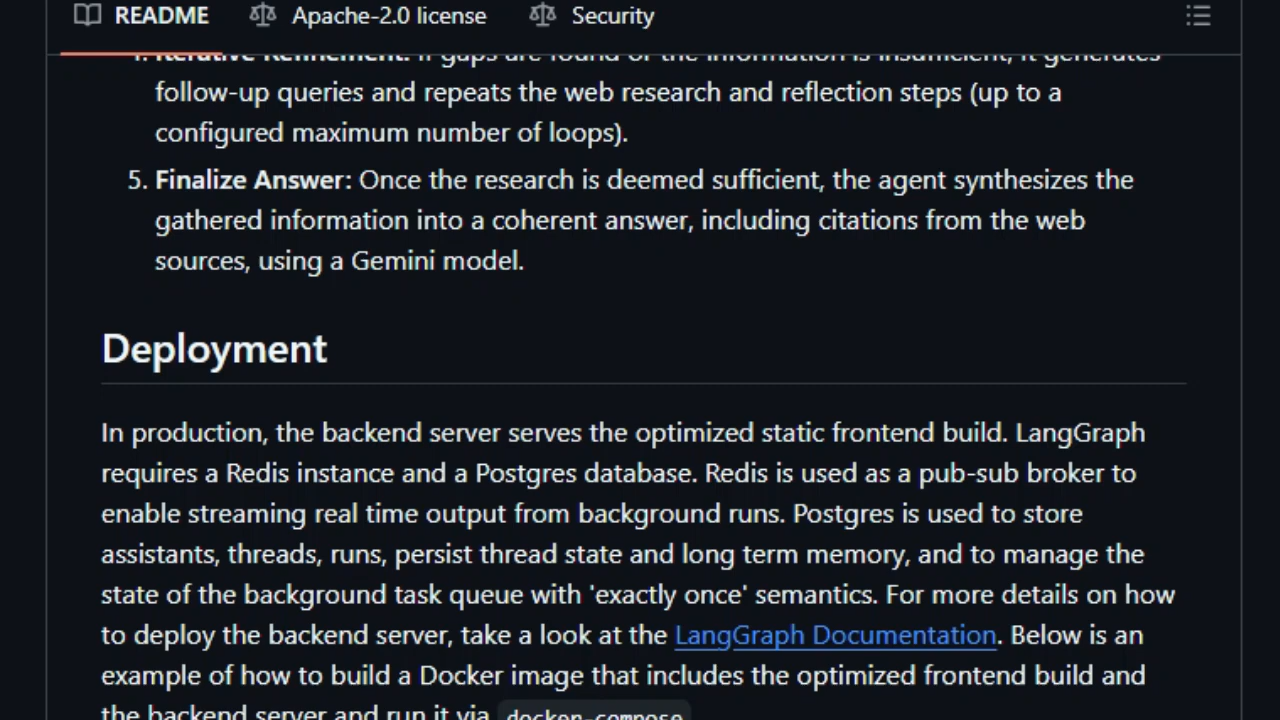 README Apache-2.0 license Security
4. Iterative Refinement: If gaps are found or the information is insufficient, it generates
follow-up queries and repeats the web research and reflection steps (up to a
configured maximum number of loops).
5. Finalize Answer: Once the research is deemed sufficient, the agent synthesizes the
gathered information into a coherent answer, including citations from the web
sources, using a Gemini model.
Deployment
In production, the backend server serves the optimized static frontend build. LangGraph
requires a Redis instance and a Postgres database. Redis is used as a pub-sub broker to
enable streaming real time output from background runs. Postgres is used to store
assistants, threads, runs, persist thread state and long term memory, and to manage the
state of the background task queue with 'exactly once' semantics. For more details on how
to deploy the backend server, take a look at the LangGraph Documentation. Below is an
example of how to build a Docker image that includes the optimized frontend build and
the backend server and run it via docker-compose